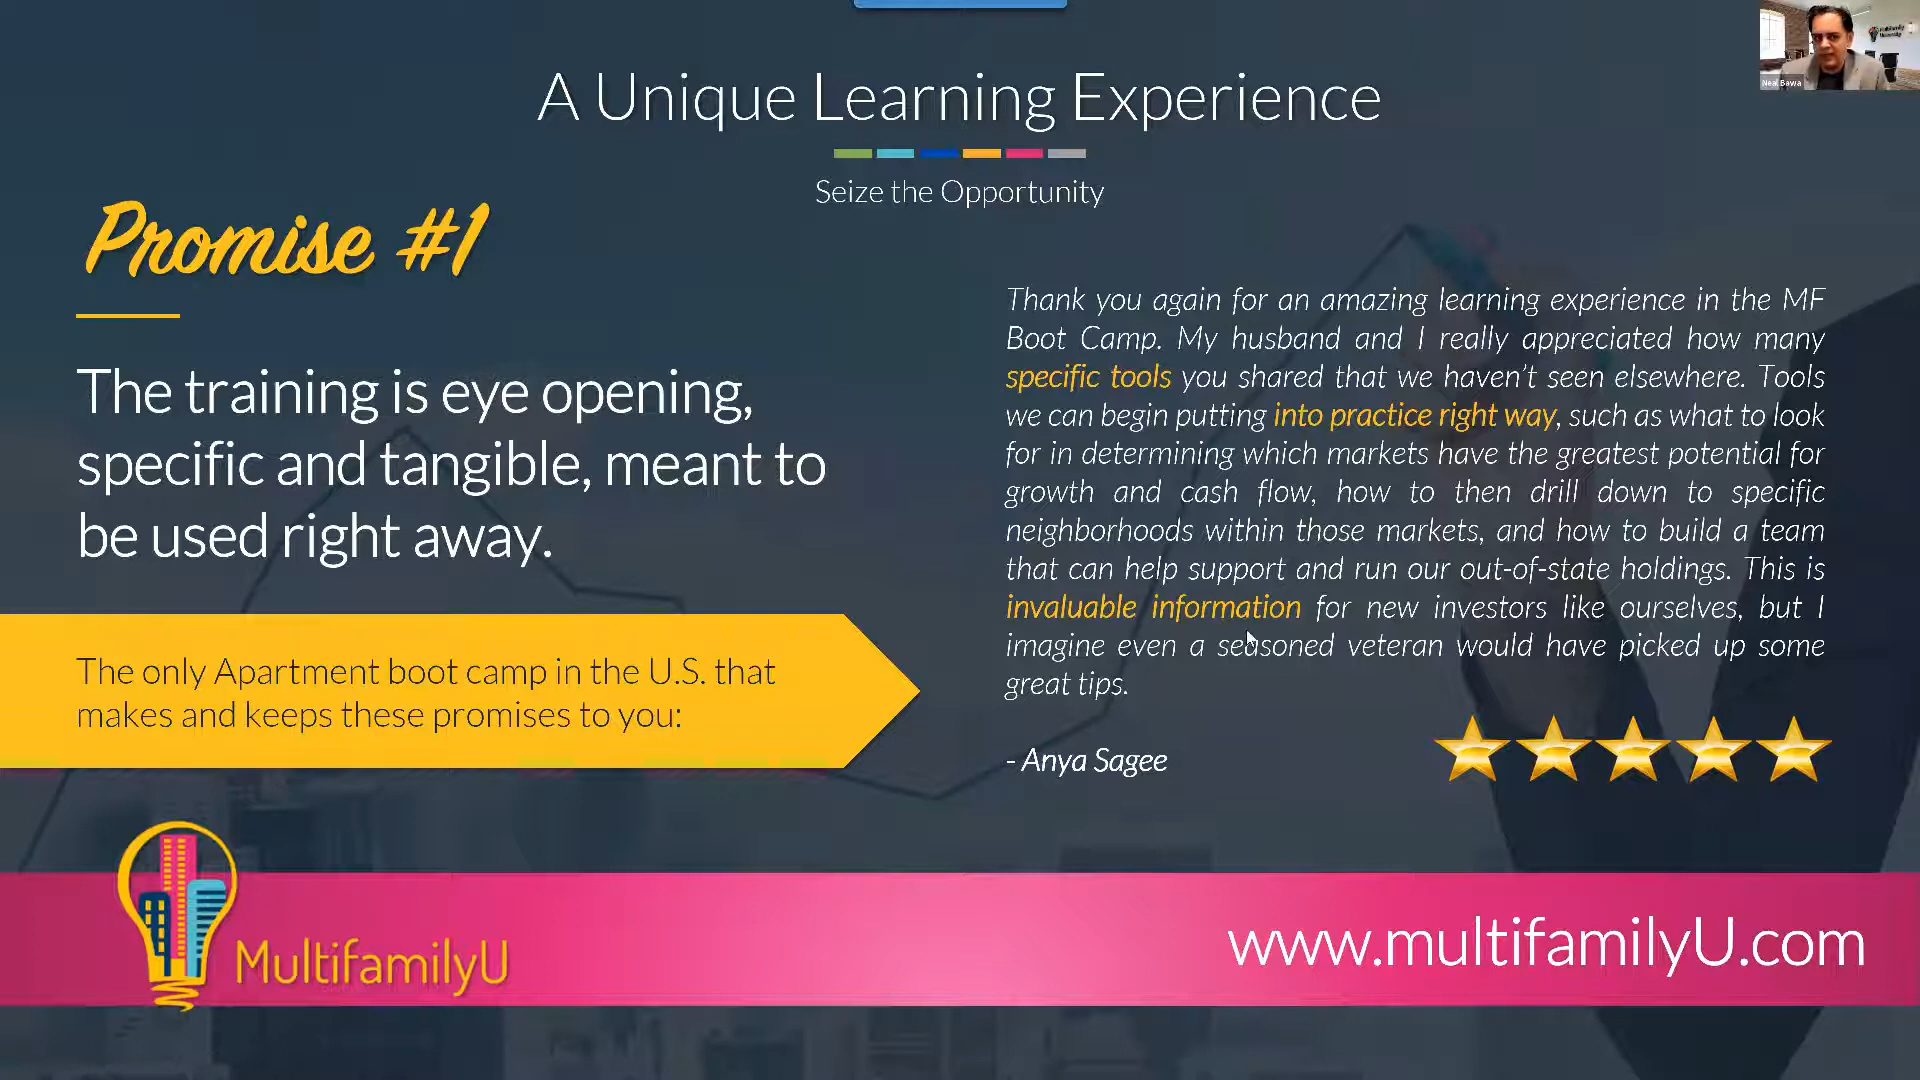 A Unique Learning Experience
Seize the Opportunity
Promise #1
The training is eye opening,
specific and tangible, meant to
be used right away.
The only Apartment boot camp in the U.S. that
makes and keeps these promises to you:
Thank you again for an amazing learning experience in the MF
Boot Camp. My husband and I really appreciated how many
specific tools you shared that we haven't seen elsewhere. Tools
we can begin putting into practice right way, such as what to look
for in determining which markets have the greatest potential for
growth and cash flow, how to then drill down to specific
neighborhoods within those markets, and how to build a team
that can help support and run our out-of-state holdings. This is
invaluable information for new investors like ourselves, but I
imagine even a seasoned veteran would have picked up some
great tips.
- Anya Sagee
MultifamilyU
www.multifamilyU.com
Neal Bawa
Multifamily
University